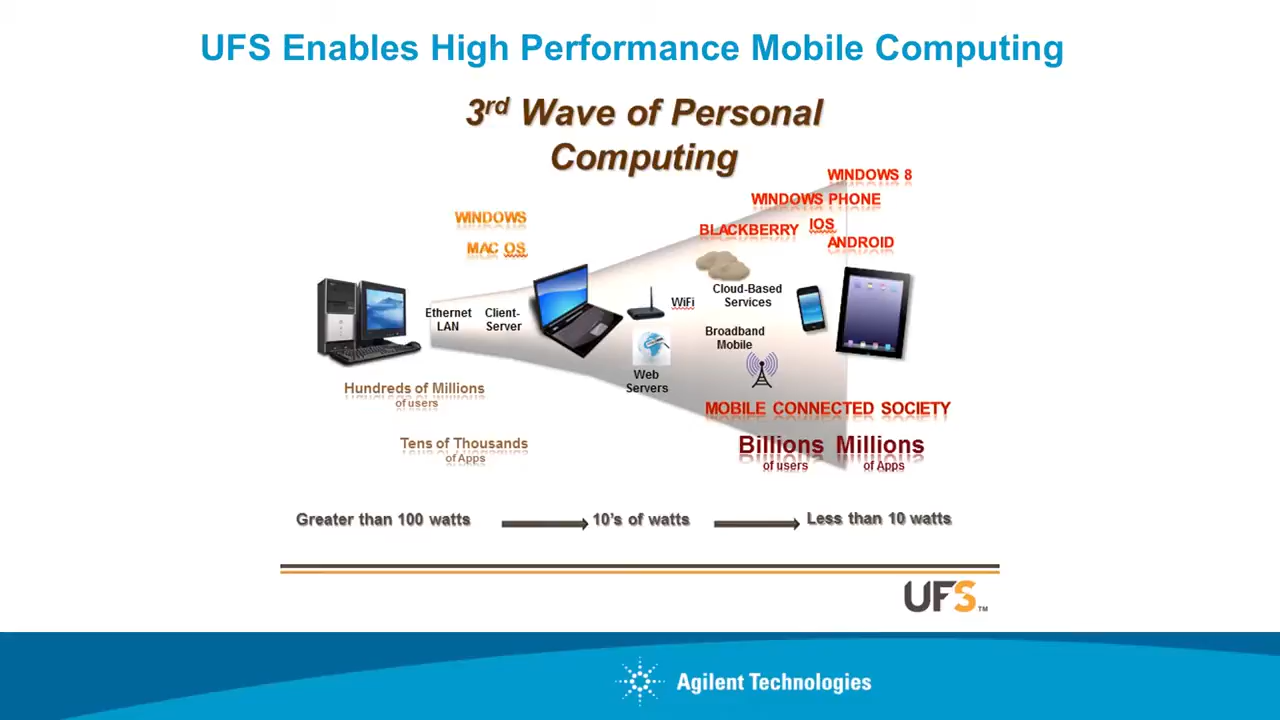 UFS Enables High Performance Mobile Computing
3rd Wave of Personal
Computing
WINDOWS 8
WINDOWS PHONE
WINDOWS
BLACKBERRY IOS
ANDROID
MAC OS
Ethernet
LAN
Client-
Server
WiFi
Cloud-Based
Services
Broadband
Mobile
Web
Servers
Hundreds of Millions
of users
MOBILE CONNECTED SOCIETY
Tens of Thousands
of Apps
Billions Millions
of users of Apps
Greater than 100 watts 10's of watts Less than 10 watts
UFS TM
Agilent Technologies